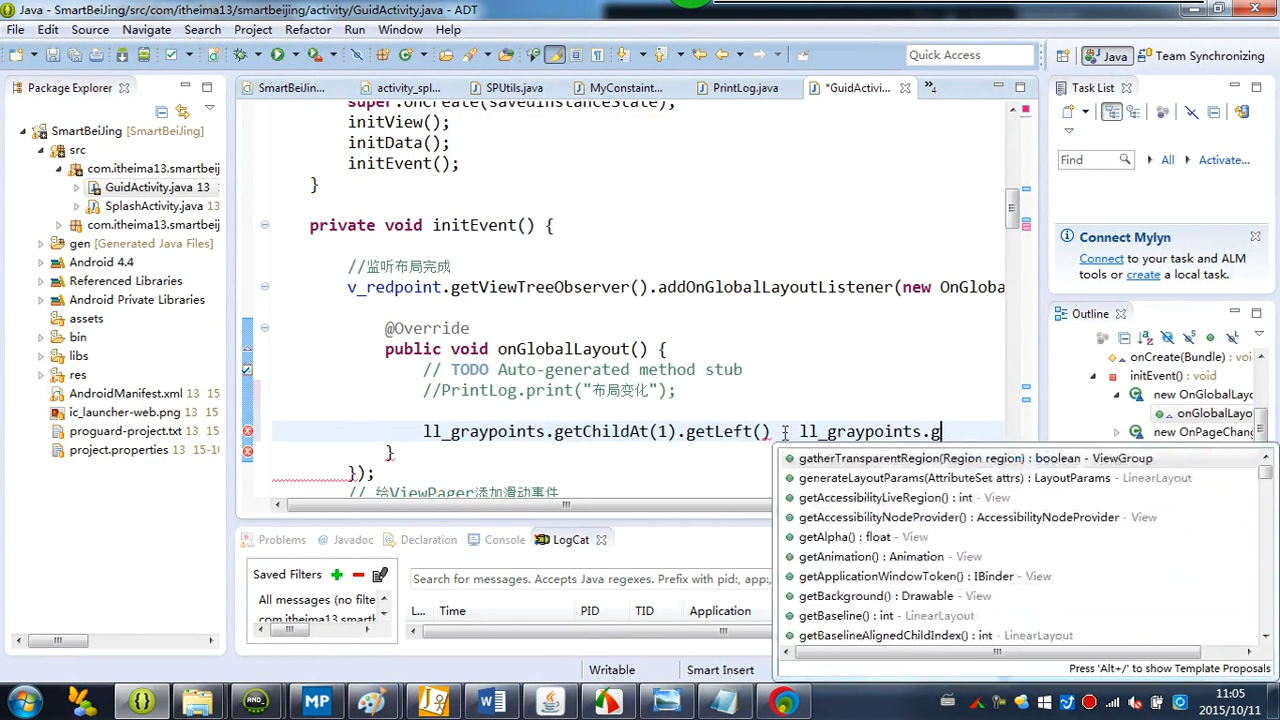 Java - SmartBeiJing/src/com/itheima13/smartbeijing/activity/GuidActivity.java - ADT
File Edit Source Navigate Search Project Refactor Run Window Help
Quick Access
Java
Team Synchronizing
Package Explorer
SmartBeiJin...
activity_spl...
SPUtils.java
MyConstaint...
PrintLog.java
*GuidActivi...
»4
Task List
SmartBeiJing [SmartBeiJing]
src
com.itheima13.smartbeij
GuidActivity.java 13
SplashActivity.java 13
com.itheima13.smartbeij
gen [Generated Java Files]
Android 4.4
Referenced Libraries
Android Private Libraries
assets
bin
libs
res
AndroidManifest.xml 13
ic_launcher-web.png 13
proguard-project.txt 13
project.properties 13
super.onCreate(savedInstanceState);
initView();
initData();
initEvent();
}
private void initEvent() {
//监听布局完成
v_redpoint.getViewTreeObserver().addOnGlobalLayoutListener(new OnGloba
@Override
public void onGlobalLayout() {
// TODO Auto-generated method stub
//PrintLog.print("布局变化");
ll_graypoints.getChildAt(1).getLeft() ll_graypoints.g
}
});
// 给ViewPager添加滑动事件
gatherTransparentRegion(Region region) : boolean - ViewGroup
generateLayoutParams(AttributeSet attrs) : LayoutParams - LinearLayout
getAccessibilityLiveRegion() : int - View
getAccessibilityNodeProvider() : AccessibilityNodeProvider - View
getAlpha() : float - View
getAnimation() : Animation - View
getApplicationWindowToken() : IBinder - View
getBackground() : Drawable - View
getBaseline() : int - LinearLayout
getBaselineAlignedChildIndex() : int - LinearLayout
Press 'Alt+/' to show Template Proposals
Find
All
Activate...
Connect Mylyn
Connect to your task and ALM
tools or create a local task.
Outline
onCreate(Bundle) : voi
initEvent() : void
new OnGlobalLayo
onGlobalLayo
new OnPageChan
Problems
Javadoc
Declaration
Console
LogCat
Saved Filters
All messages (no filte
com.itheima13.smartbe
Search for messages. Accepts Java regexes. Prefix with pid:, app:,
L...
Time
PID
TID
Application
Writable
Smart Insert
11:05
2015/10/11